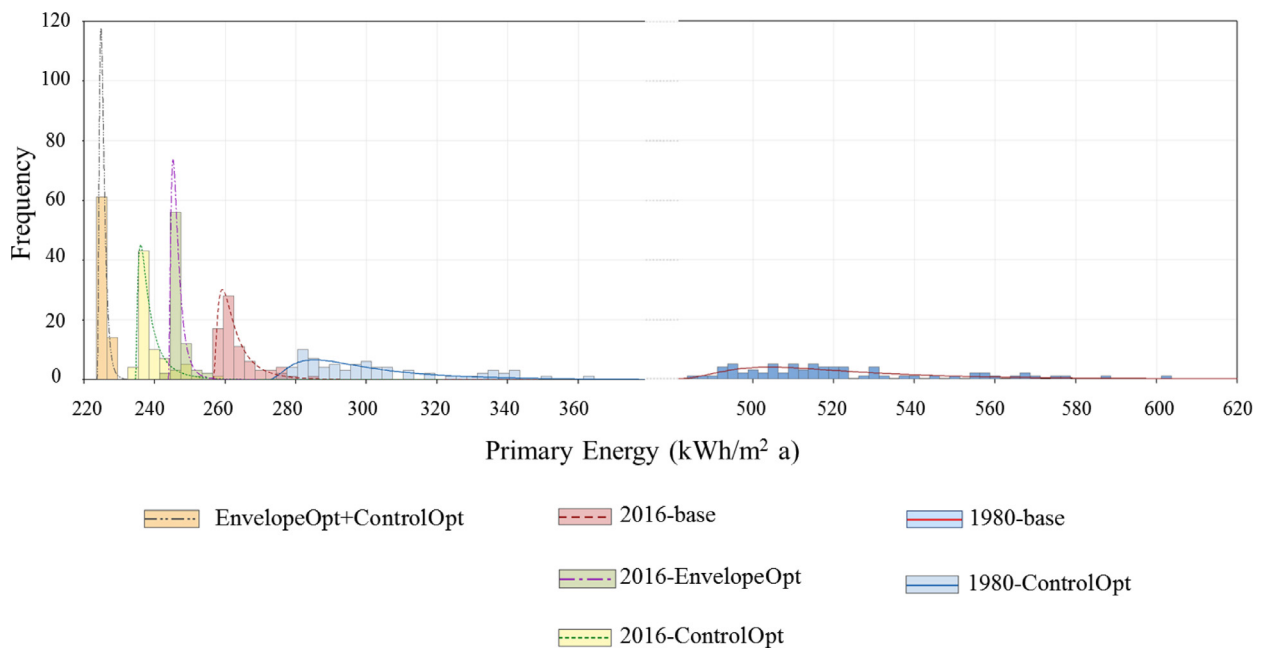 120
100
80
60
40
20
0
Frequency
220 240 260 280 300 320 340 360 500 520 540 560 580 600 620
Primary Energy (kWh/m² a)
EnvelopeOpt+ControlOpt 2016-base 1980-base
2016-EnvelopeOpt 1980-ControlOpt
2016-ControlOpt